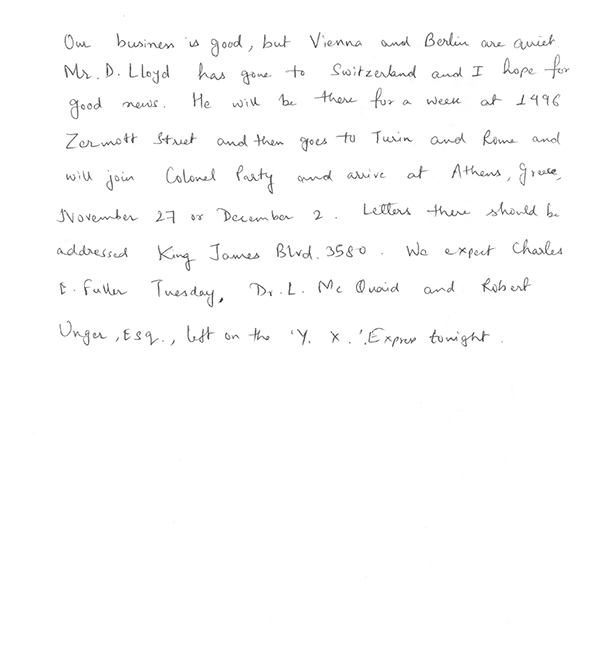 Our business is good, but Vienna and Berlin are quiet
Mr. D. Lloyd has gone to Switzerland and I hope for
good news. He will be there for a week at 1496
Zermott Street and then goes to Turin and Rome and
will join Colonel Party and arrive at Athens, Greece,
November 27 or December 2. Letters there should be
addressed King James Blvd. 3580. We expect Charles
E. Fuller Tuesday, Dr. L. Mc Quaid and Robert
Unger, Esq., left on the 'Y. X.'. Express tonight.